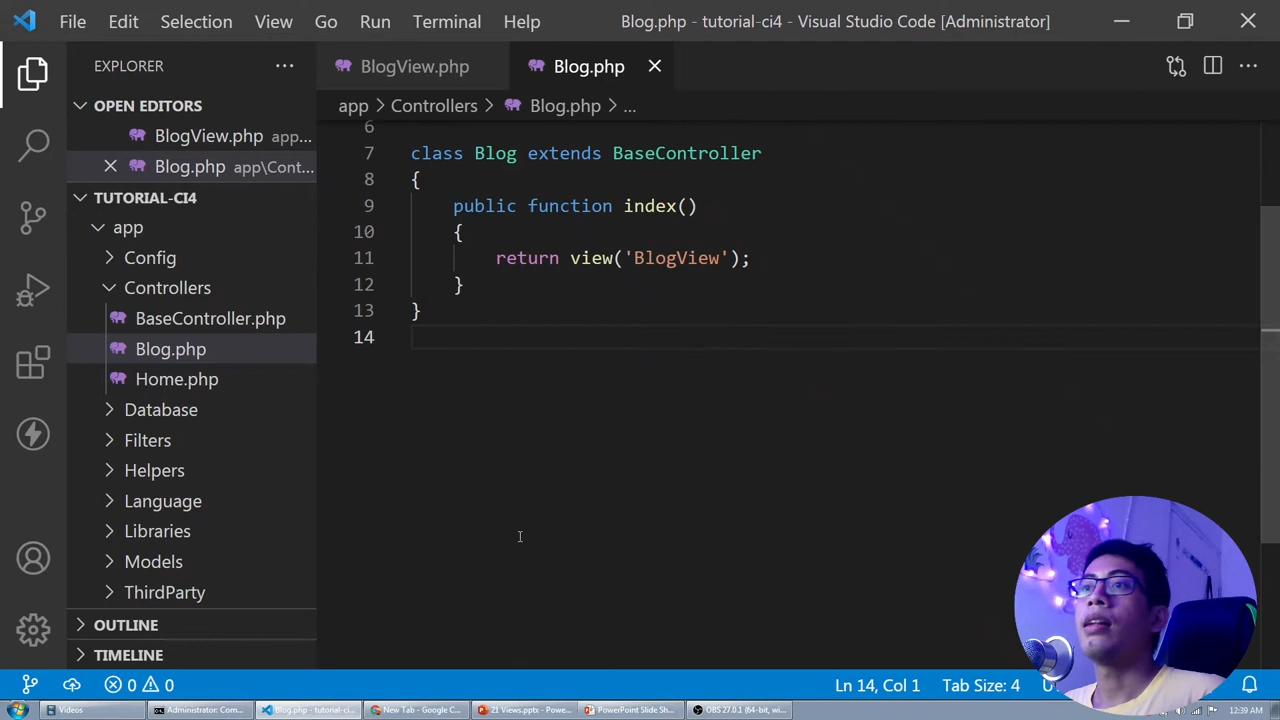 File Edit Selection View Go Run Terminal Help Blog.php - tutorial-ci4 - Visual Studio Code [Administrator]
EXPLORER
OPEN EDITORS
BlogView.php app...
Blog.php app\Cont...
TUTORIAL-CI4
app
Config
Controllers
BaseController.php
Blog.php
Home.php
Database
Filters
Helpers
Language
Libraries
Models
ThirdParty
OUTLINE
TIMELINE
BlogView.php Blog.php
app > Controllers > Blog.php > ...
6
7 class Blog extends BaseController
8 {
9 public function index()
10 {
11 return view('BlogView');
12 }
13 }
14
0 0 Ln 14, Col 1 Tab Size: 4
Videos Administrator: Com... Blog.php - tutorial-ci... New Tab - Google C... 21 Views.pptx - Powe... PowerPoint Slide Sh... OBS 27.0.1 (64-bit, wi... 12:39 AM